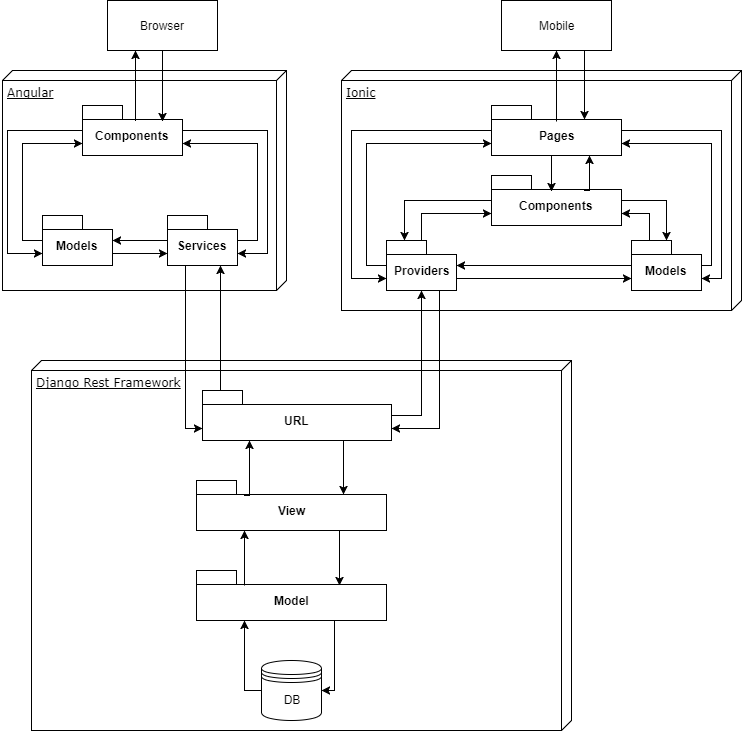 Browser
Mobile
Angular
Ionic
Components
Pages
Components
Models
Services
Providers
Models
Django Rest Framework
URL
View
Model
DB